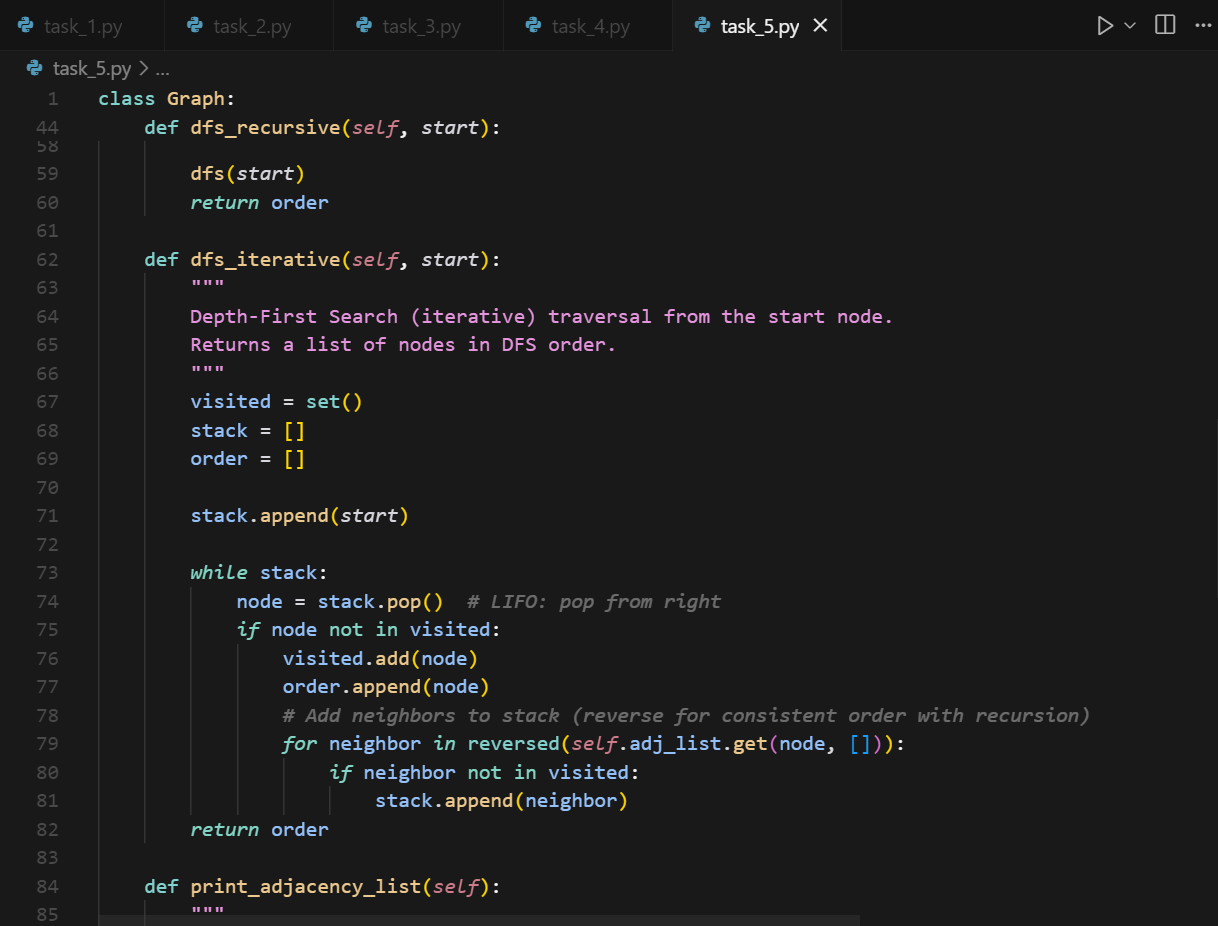 task_1.py task_2.py task_3.py task_4.py task_5.py
task_5.py > ...
1 class Graph:
44     def dfs_recursive(self, start):
58
59         dfs(start)
60         return order
61
62     def dfs_iterative(self, start):
63         """
64         Depth-First Search (iterative) traversal from the start node.
65         Returns a list of nodes in DFS order.
66         """
67         visited = set()
68         stack = []
69         order = []
70
71         stack.append(start)
72
73         while stack:
74             node = stack.pop()  # LIFO: pop from right
75             if node not in visited:
76                 visited.add(node)
77                 order.append(node)
78                 # Add neighbors to stack (reverse for consistent order with recursion)
79                 for neighbor in reversed(self.adj_list.get(node, [])):
80                     if neighbor not in visited:
81                         stack.append(neighbor)
82         return order
83
84     def print_adjacency_list(self):
85         """